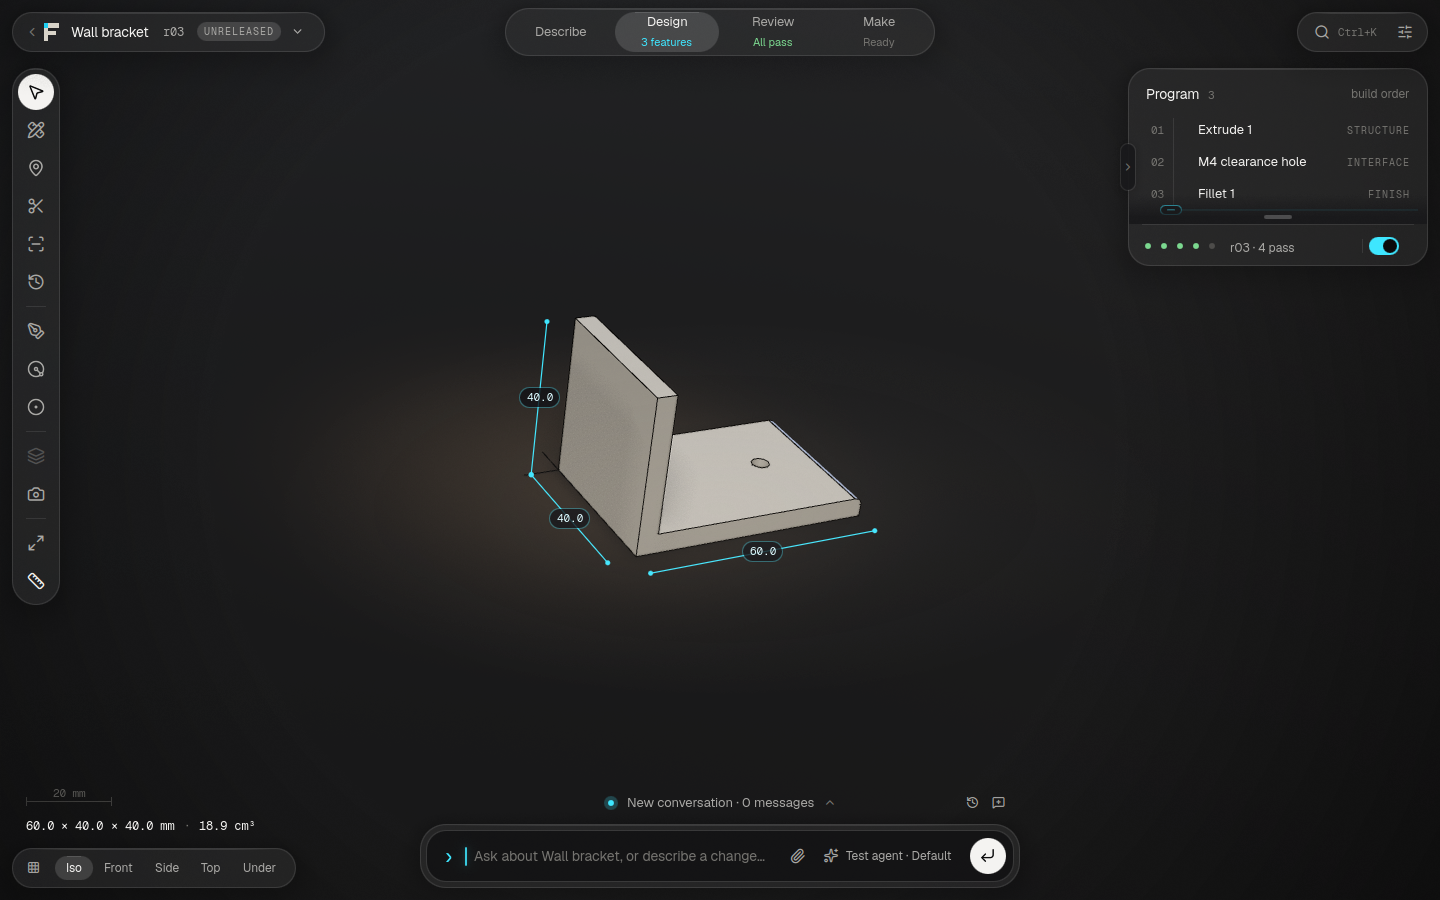 Wall bracket r03 UNRELEASED
Describe
Design
3 features
Review
All pass
Make
Ready
Ctrl+K
Program 3 build order
01 Extrude 1 STRUCTURE
02 M4 clearance hole INTERFACE
03 Fillet 1 FINISH
r03 · 4 pass
40.0
40.0
60.0
20 mm
60.0 × 40.0 × 40.0 mm · 18.9 cm³
Iso Front Side Top Under
New conversation · 0 messages
Ask about Wall bracket, or describe a change…
Test agent · Default